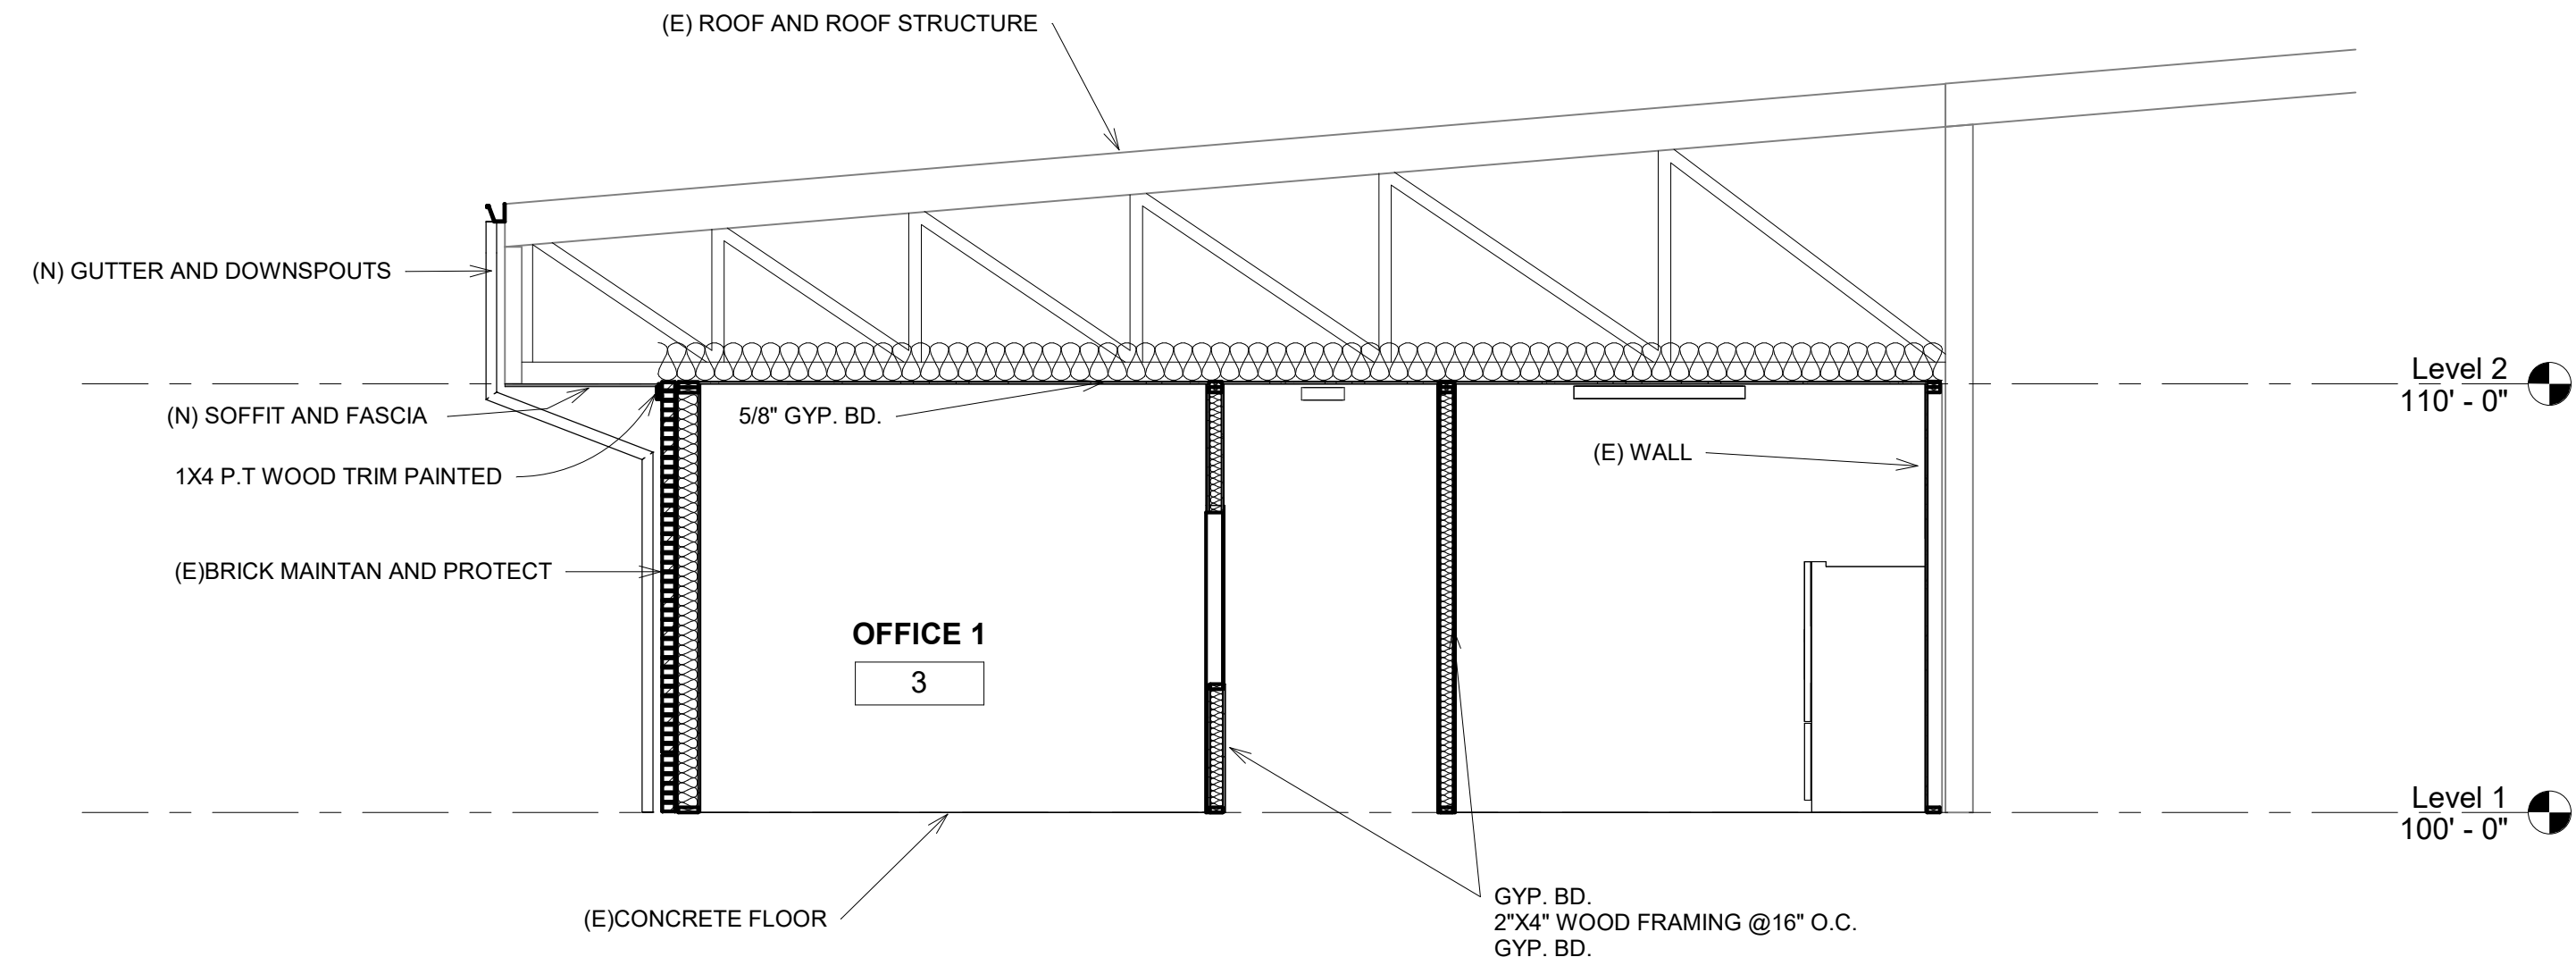 (E) ROOF AND ROOF STRUCTURE
(N) GUTTER AND DOWNSPOUTS
Level 2
110' - 0"
(N) SOFFIT AND FASCIA
5/8" GYP. BD.
(E) WALL
1X4 P.T WOOD TRIM PAINTED
(E)BRICK MAINTAN AND PROTECT
OFFICE 1
3
Level 1
100' - 0"
(E)CONCRETE FLOOR
GYP. BD.
2"X4" WOOD FRAMING @16" O.C.
GYP. BD.